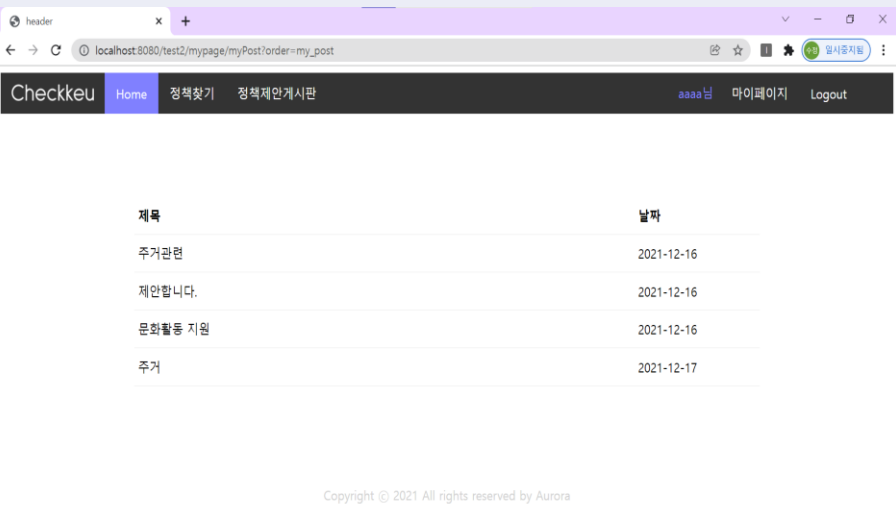 header
localhost:8080/test2/mypage/myPost?order=my_post
수정 일시중지됨
Checkkeu Home 정책찾기 정책제안게시판 aaaa님 마이페이지 Logout
제목 날짜
주거관련 2021-12-16
제안합니다. 2021-12-16
문화활동 지원 2021-12-16
주거 2021-12-17
Copyright ⓒ 2021 All rights reserved by Aurora